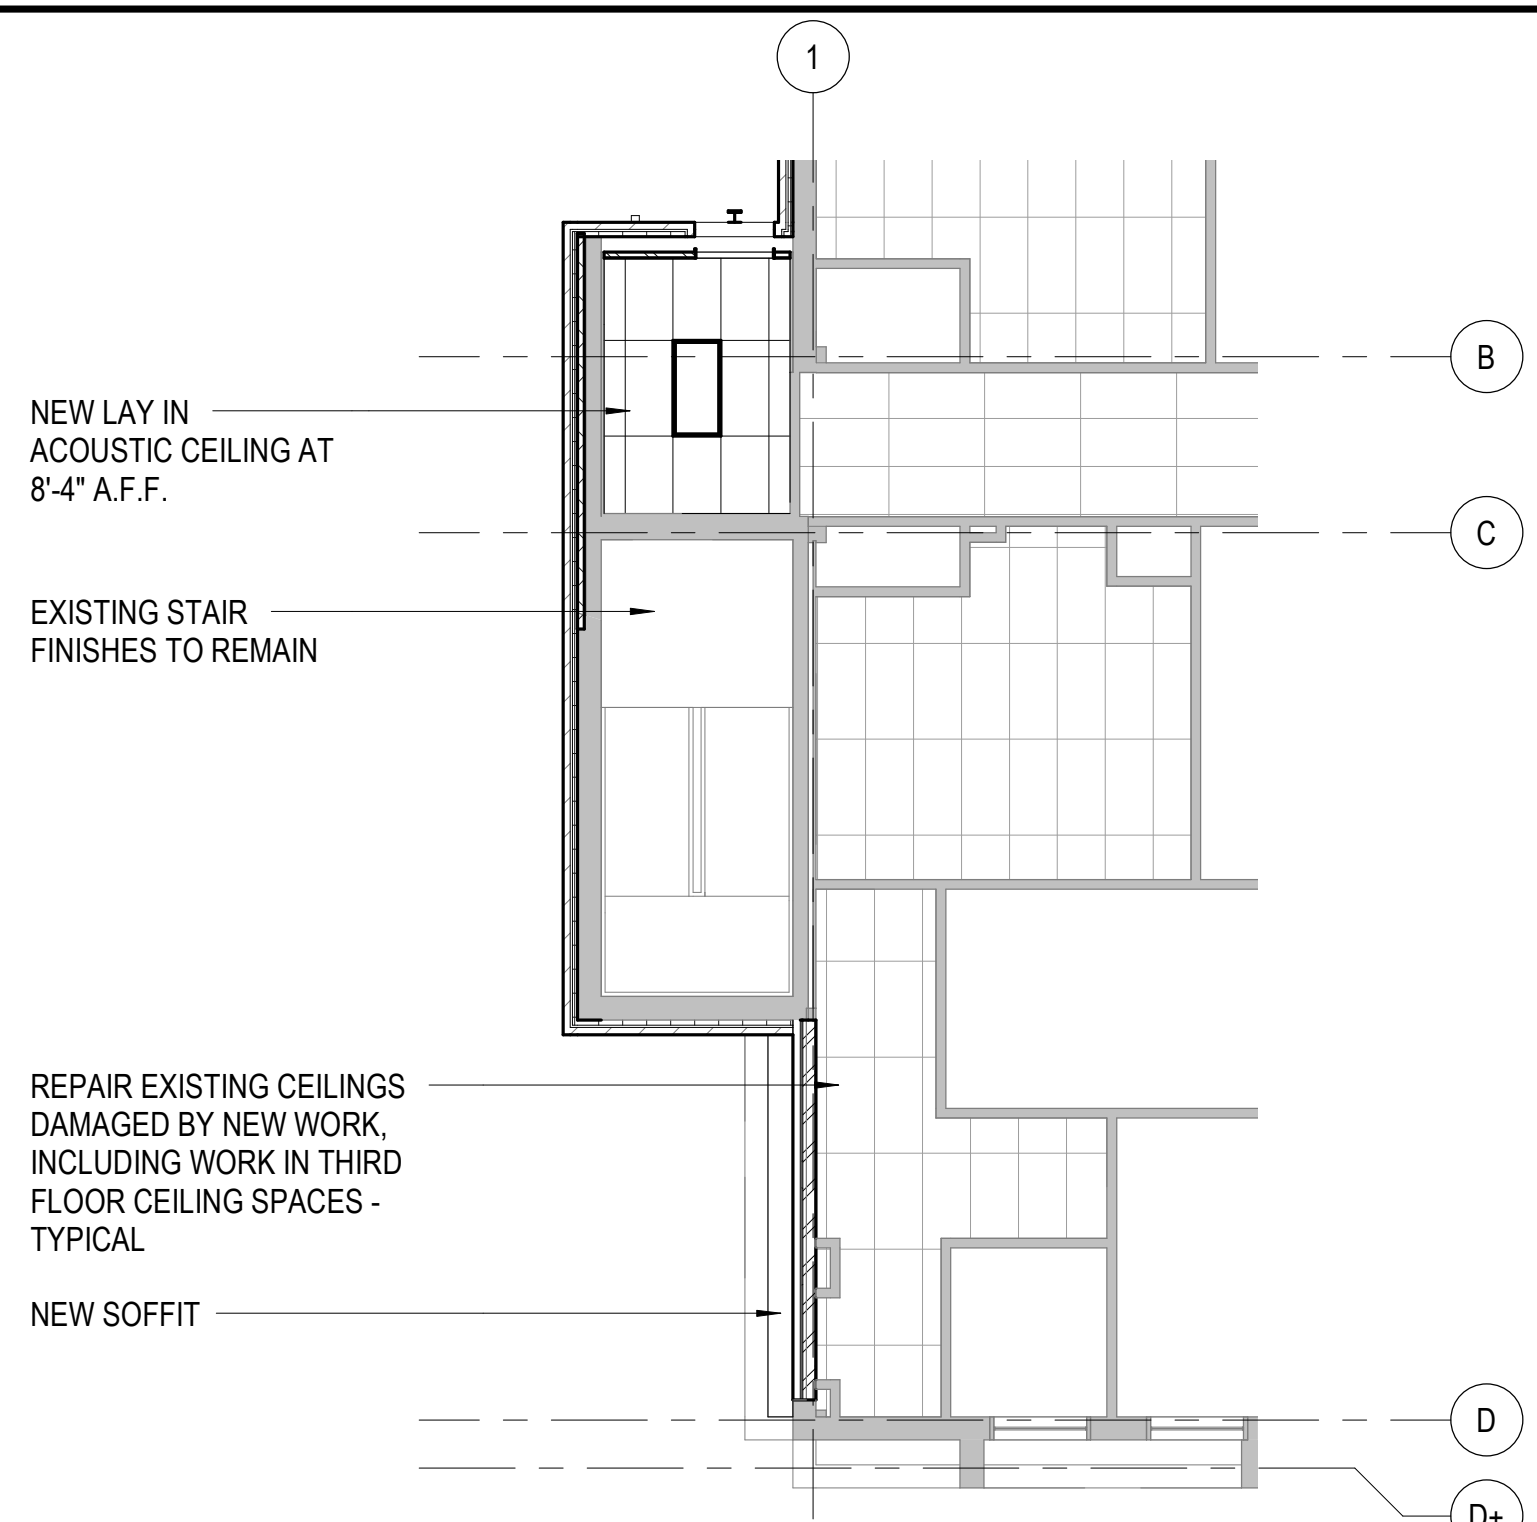 1
B
NEW LAY IN
ACOUSTIC CEILING AT
8'-4" A.F.F.
C
EXISTING STAIR
FINISHES TO REMAIN
REPAIR EXISTING CEILINGS
DAMAGED BY NEW WORK,
INCLUDING WORK IN THIRD
FLOOR CEILING SPACES -
TYPICAL
NEW SOFFIT
D
D+